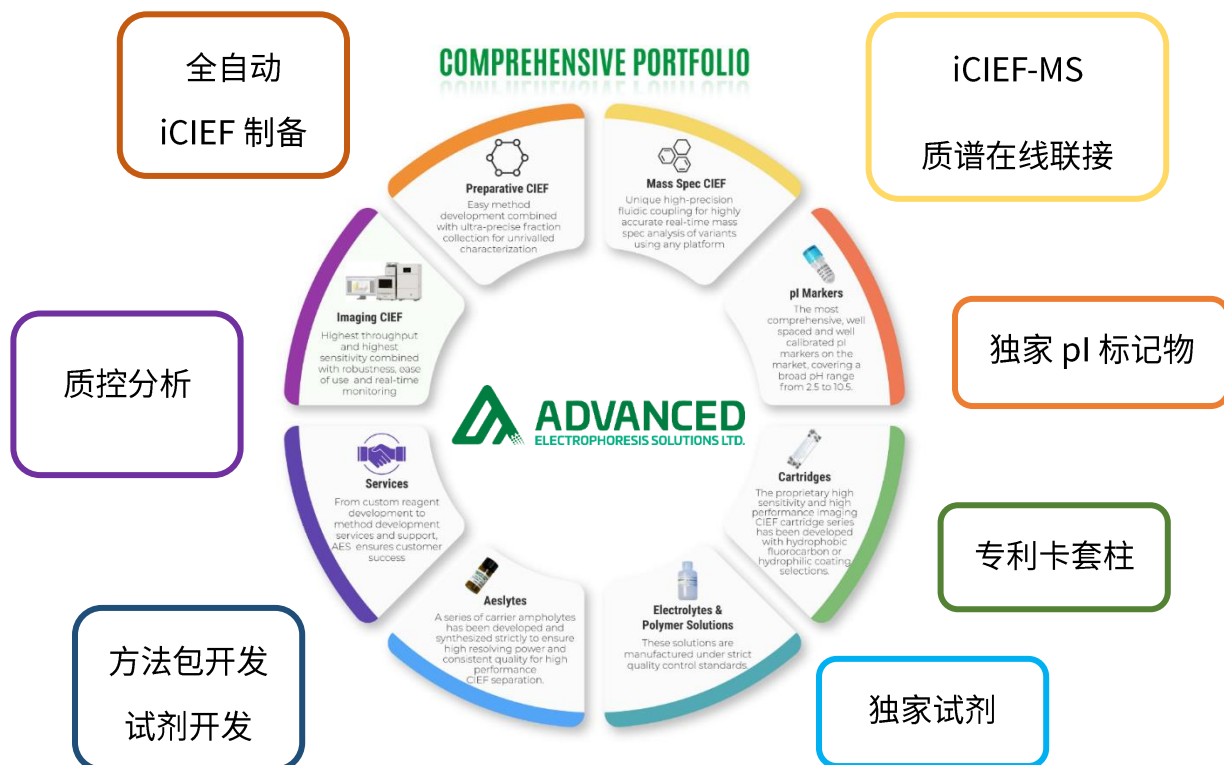 全自动
iCIEF 制备
COMPREHENSIVE PORTFOLIO
iCIEF-MS
质谱在线联接
Preparative CIEF
Easy method
development combined
with ultra-precise fraction
collection for unrivalled
characterization
Mass Spec CIEF
Unique high-precision
fluidic coupling for highly
accurate real-time mass
spec analysis of variants
using any platform
pI Markers
The most
comprehensive, well
spaced and well
calibrated pI
markers on the
market, covering a
broad pH range
from 2.5 to 10.5.
独家 pI 标记物
Imaging CIEF
Highest throughput
and highest
sensitivity combined
with robustness, ease
of use and real-time
monitoring
质控分析
ADVANCED
ELECTROPHORESIS SOLUTIONS LTD.
Services
From custom reagent
development to
method development
services and support,
AES ensures customer
success
Cartridges
The proprietary high
sensitivity and high
performance imaging
CIEF cartridge series
has been developed
with hydrophobic
fluorocarbon or
hydrophilic coating
selections.
专利卡套柱
Aeslytes
A series of carrier ampholytes
has been developed and
synthesized strictly to ensure
high resolving power and
consistent quality for high
performance
CIEF separation.
Electrolytes &
Polymer Solutions
These solutions are
manufactured under strict
quality control standards
方法包开发
试剂开发
独家试剂